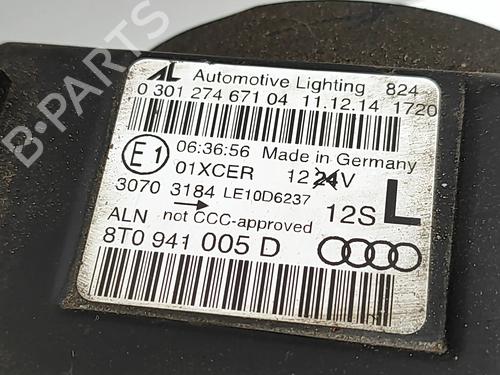 AL Automotive Lighting 824
0 301 274 671 04 11.12.14 1720
E1 06:36:56 Made in Germany
01XCER 12 24V
3070 3184 LE10D6237 12S L
ALN not CCC-approved
8T0 941 005 D
B-PARTS